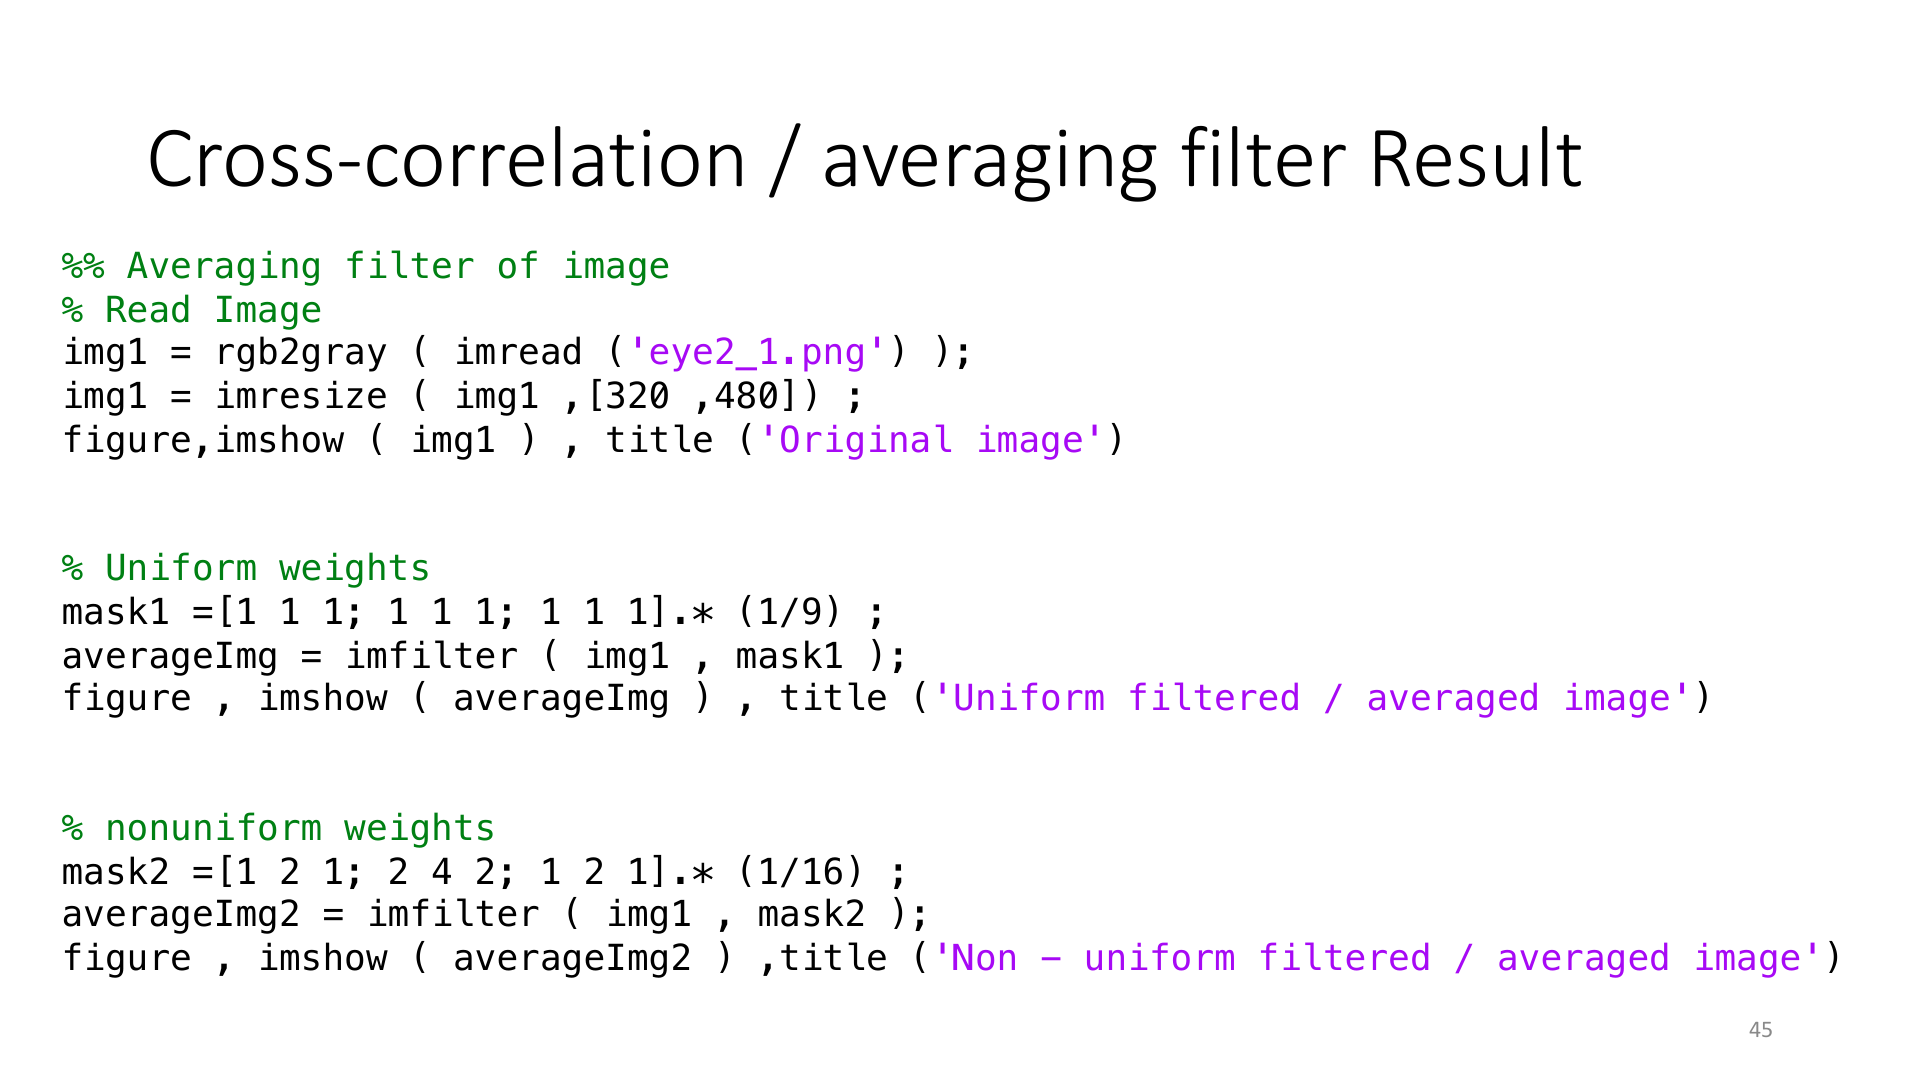 Cross-correlation / averaging filter Result
%% Averaging filter of image
% Read Image
img1 = rgb2gray ( imread ('eye2_1.png') );
img1 = imresize ( img1 ,[320 ,480]) ;
figure,imshow ( img1 ) , title ('Original image')
% Uniform weights
mask1 =[1 1 1; 1 1 1; 1 1 1].* (1/9) ;
averageImg = imfilter ( img1 , mask1 );
figure , imshow ( averageImg ) , title ('Uniform filtered / averaged image')
% nonuniform weights
mask2 =[1 2 1; 2 4 2; 1 2 1].* (1/16) ;
averageImg2 = imfilter ( img1 , mask2 );
figure , imshow ( averageImg2 ) ,title ('Non − uniform filtered / averaged image')
45